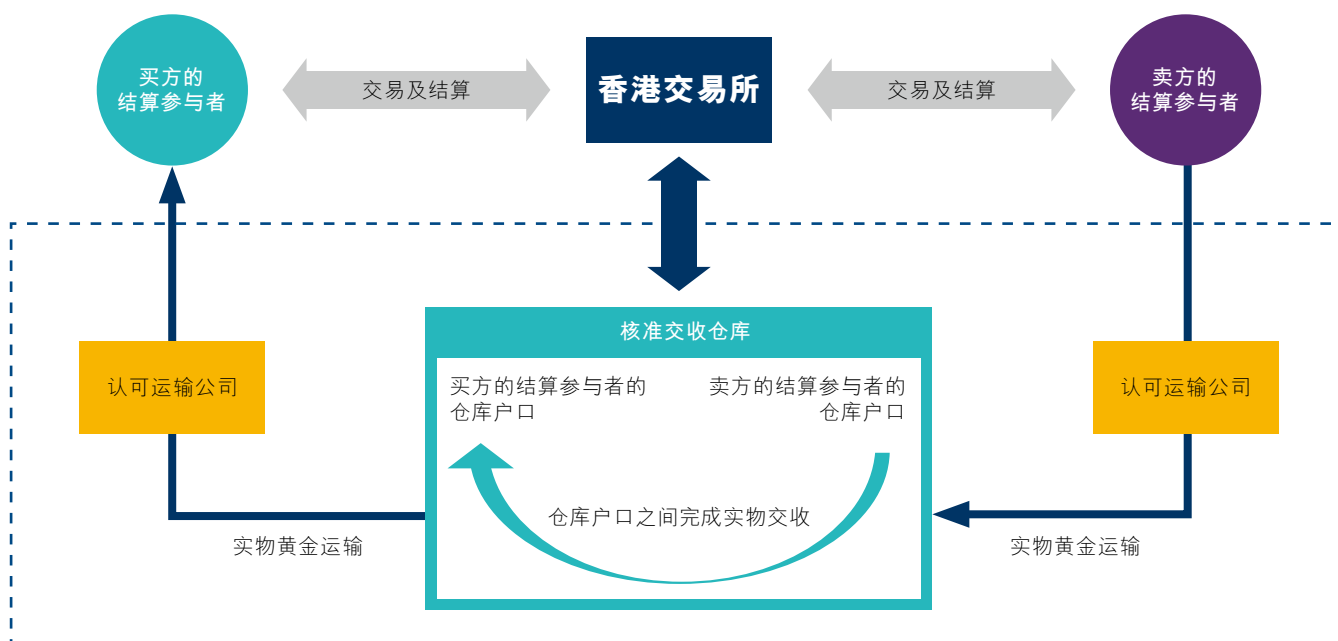 买方的
结算参与者
交易及结算
香港交易所
交易及结算
卖方的
结算参与者
核准交收仓库
认可运输公司
买方的结算参与者的
仓库户口
卖方的结算参与者的
仓库户口
认可运输公司
仓库户口之间完成实物交收
实物黄金运输
实物黄金运输